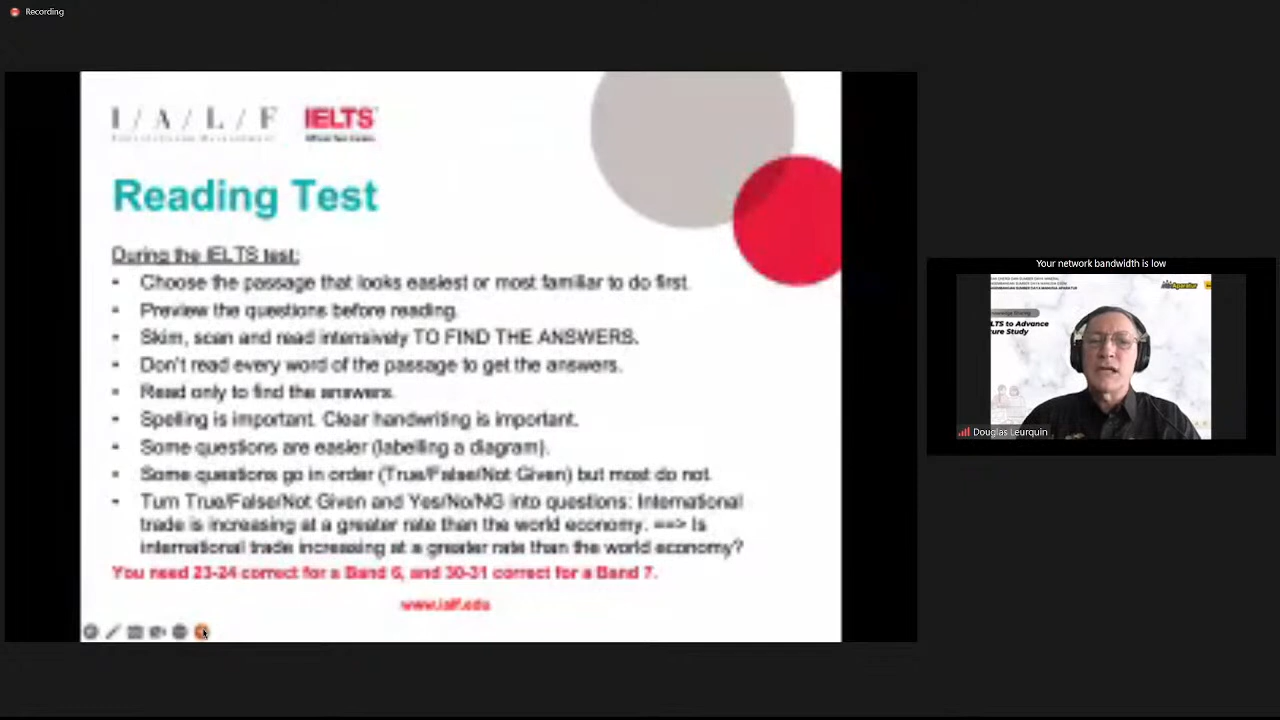 Recording
I/A/L/F
IELTS
Reading Test
During the IELTS test:
• Choose the passage that looks easiest or most familiar to do first.
• Preview the questions before reading.
• Skim, scan and read intensively TO FIND THE ANSWERS.
• Don't read every word of the passage to get the answers.
• Read only to find the answers.
• Spelling is important. Clear handwriting is important.
• Some questions are easier (labelling a diagram).
• Some questions go in order (True/False/Not Given) but most do not.
• Turn True/False/Not Given and Yes/No/NG into questions: International
trade is increasing at a greater rate than the world economy. ==> Is
international trade increasing at a greater rate than the world economy?
You need 23-24 correct for a Band 6, and 30-31 correct for a Band 7.
www.ialf.edu
Your network bandwidth is low
LTS to Advance
ure Study
Douglas Leurquin